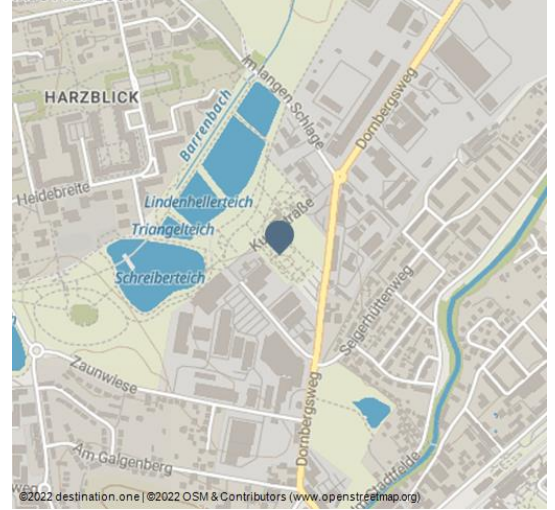 Im langen Schlage
Dornbergsweg
HARZBLICK
Barrenbach
Heidebreite
Lindenhellerteich
Triangelteich
Schreiberteich
Seigerhüttenweg
Zaunwiese
Dornbergsweg
Am Galgenberg
weg
©2022 destination.one | ©2022 OSM & Contributors (www.openstreetmap.org)